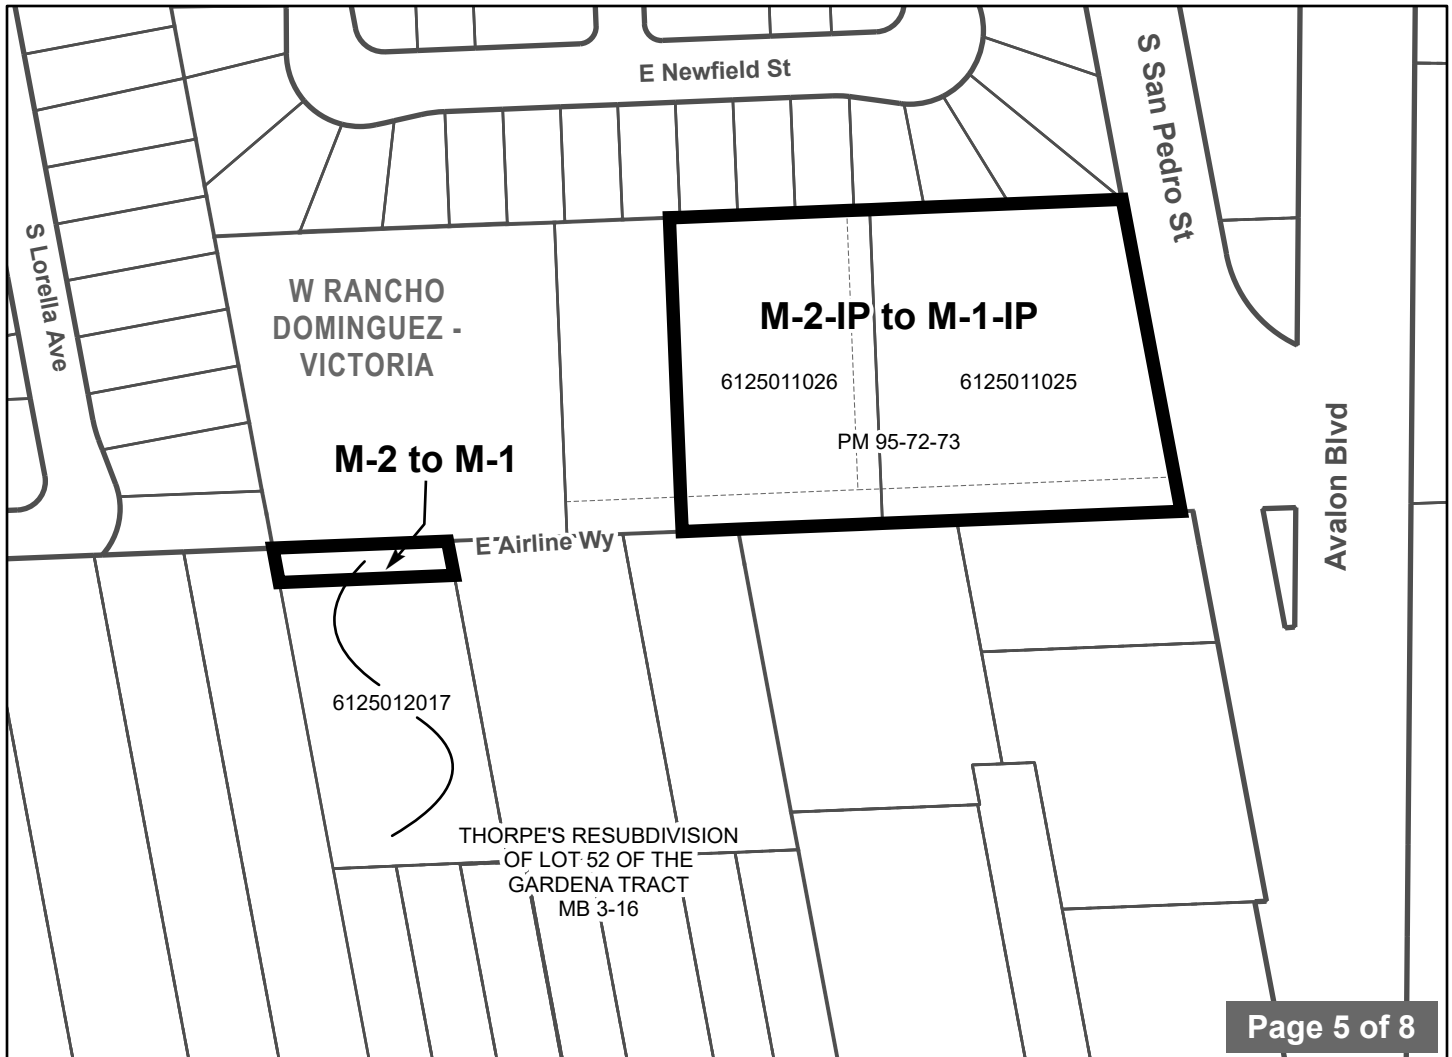 E Newfield St
S San Pedro St
S Lorella Ave
W RANCHO
DOMINGUEZ -
VICTORIA
M-2-IP to M-1-IP
6125011026
6125011025
PM 95-72-73
M-2 to M-1
E Airline Wy
Avalon Blvd
6125012017
THORPE'S RESUBDIVISION
OF LOT 52 OF THE
GARDENA TRACT
MB 3-16
Page 5 of 8